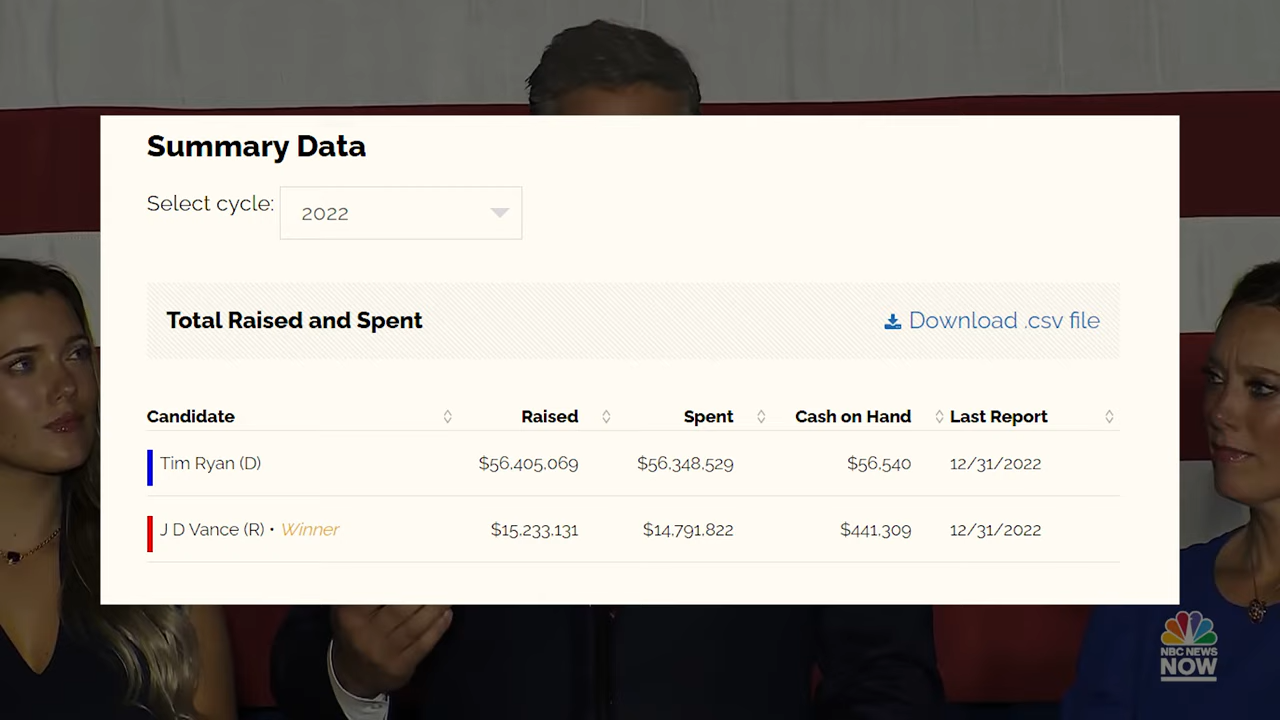 Summary Data
Select cycle: 2022
Total Raised and Spent Download .csv file
Candidate Raised Spent Cash on Hand Last Report
Tim Ryan (D) $56,405,069 $56,348,529 $56,540 12/31/2022
J D Vance (R) • Winner $15,233,131 $14,791,822 $441,309 12/31/2022
NBC NEWS
NOW